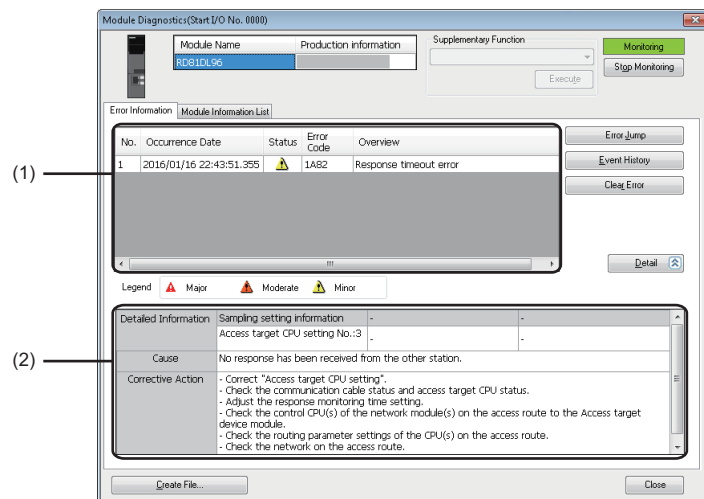 Module Diagnostics(Start I/O No. 0000)
Module Name Production information
RD81DL96
Supplementary Function
Execute
Monitoring
Stop Monitoring
Error Information Module Information List
No. Occurrence Date Status Error Code Overview
1 2016/01/16 22:43:51.355 1A82 Response timeout error
Error Jump
Event History
Clear Error
Detail
(1)
Legend Major Moderate Minor
(2)
Detailed Information Sampling setting information - -
Access target CPU setting No.:3 - -
Cause No response has been received from the other station.
Corrective Action - Correct "Access target CPU setting".
- Check the communication cable status and access target CPU status.
- Adjust the response monitoring time setting.
- Check the control CPU(s) of the network module(s) on the access route to the Access target
device module.
- Check the routing parameter settings of the CPU(s) on the access route.
- Check the network on the access route.
Create File...
Close